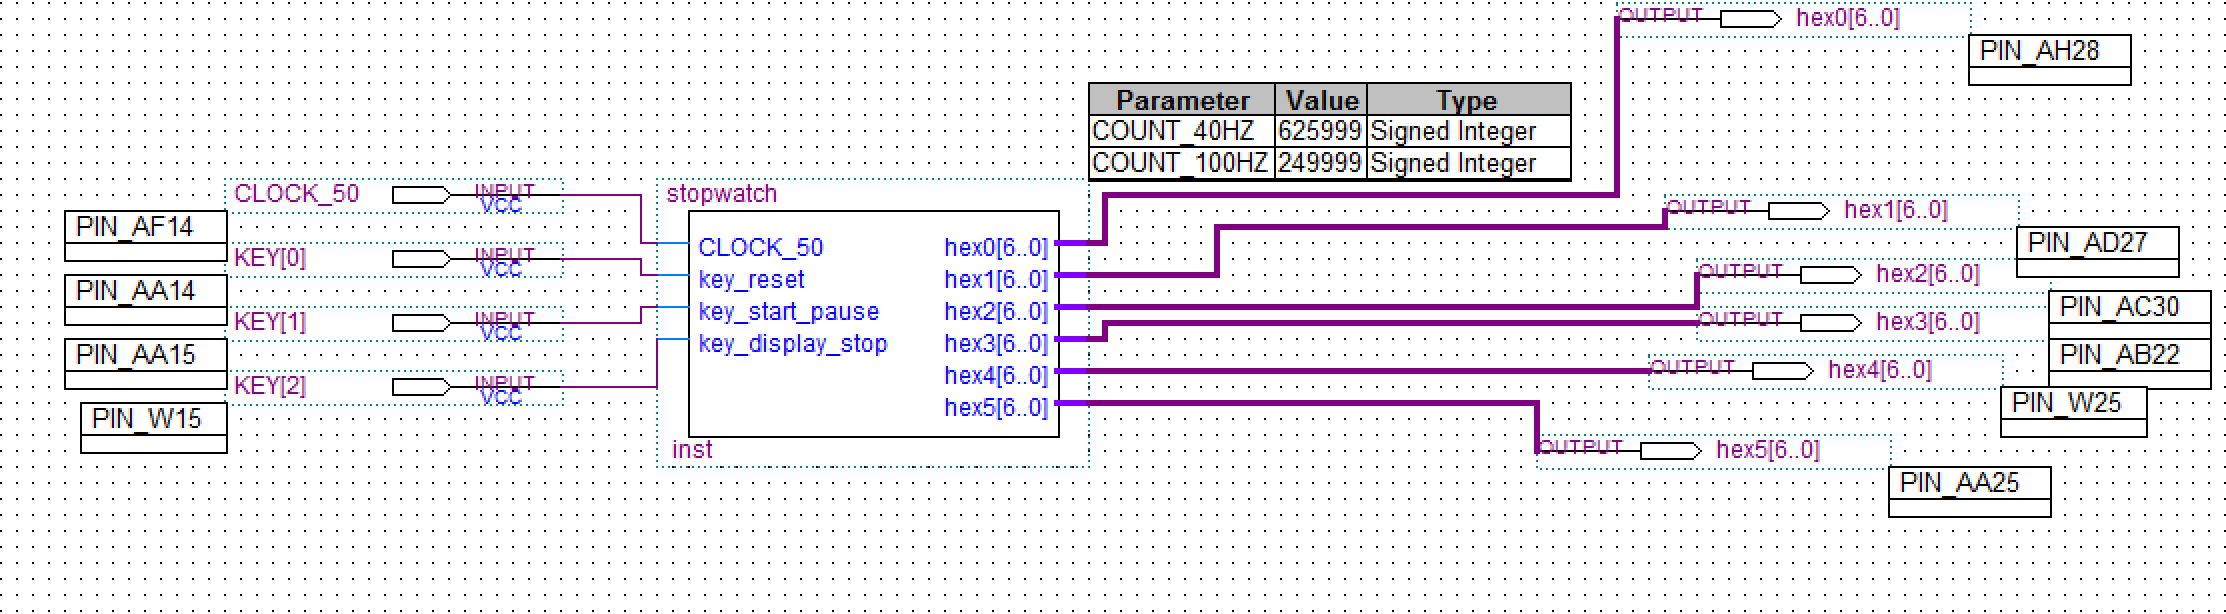 OUTPUT hex0[6..0]
PIN_AH28
Parameter Value Type
COUNT_40HZ 625999 Signed Integer
COUNT_100HZ 249999 Signed Integer
CLOCK_50 INPUT
VCC
PIN_AF14
KEY[0] INPUT
VCC
PIN_AA14
KEY[1] INPUT
VCC
PIN_AA15
KEY[2] INPUT
VCC
PIN_W15
stopwatch
CLOCK_50 hex0[6..0]
key_reset hex1[6..0]
key_start_pause hex2[6..0]
key_display_stop hex3[6..0]
hex4[6..0]
hex5[6..0]
inst
OUTPUT hex1[6..0]
PIN_AD27
OUTPUT hex2[6..0]
PIN_AC30
OUTPUT hex3[6..0]
PIN_AB22
OUTPUT hex4[6..0]
PIN_W25
OUTPUT hex5[6..0]
PIN_AA25